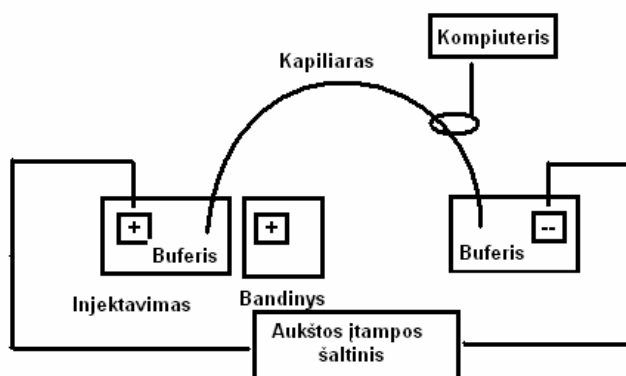 Kompiuteris
Kapiliaras
+
+
--
Buferis
Buferis
Injektavimas
Bandinys
Aukštos įtampos
šaltinis